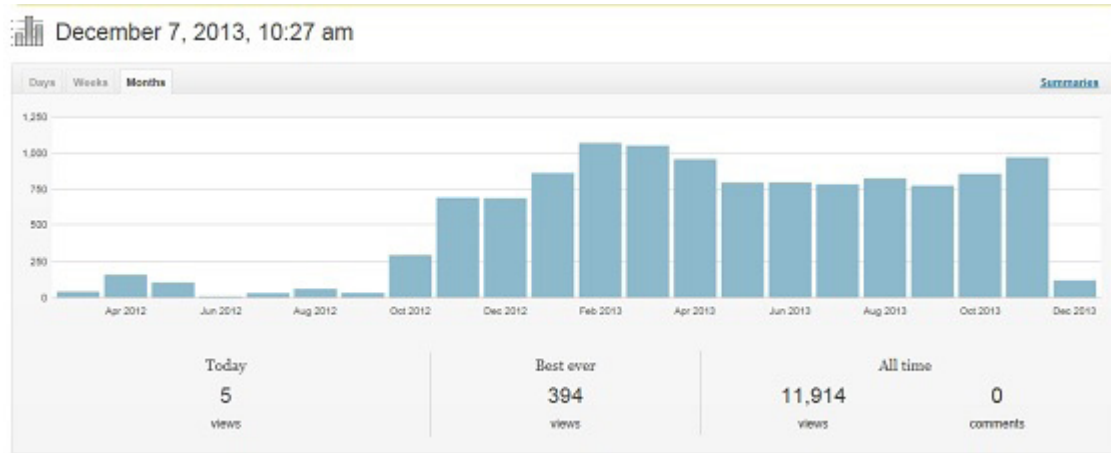 December 7, 2013, 10:27 am
Days Weeks Months Summaries
1,250
1,000
750
500
250
0
Apr 2012 Jun 2012 Aug 2012 Oct 2012 Dec 2012 Feb 2013 Apr 2013 Jun 2013 Aug 2013 Oct 2013 Dec 2013
Today Best ever All time
5 394 11,914 0
views views views comments